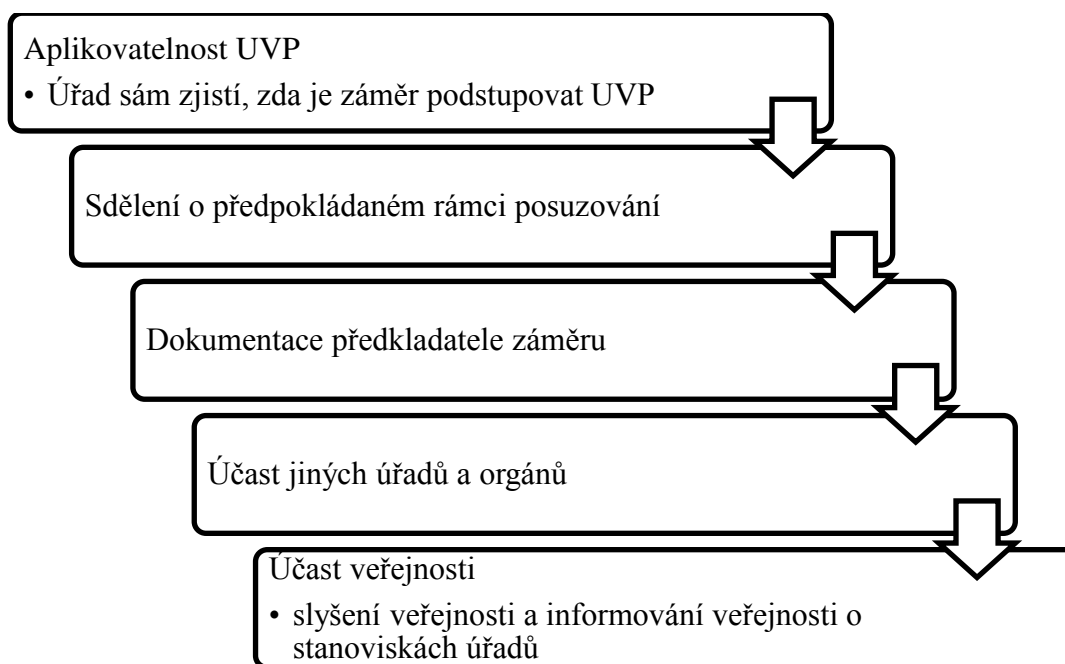 Aplikovatelnost UVP
• Úřad sám zjistí, zda je záměr podstupovat UVP
Sdělení o předpokládaném rámci posuzování
Dokumentace předkladatele záměru
Účast jiných úřadů a orgánů
Účast veřejnosti
• slyšení veřejnosti a informování veřejnosti o
stanoviskách úřadů